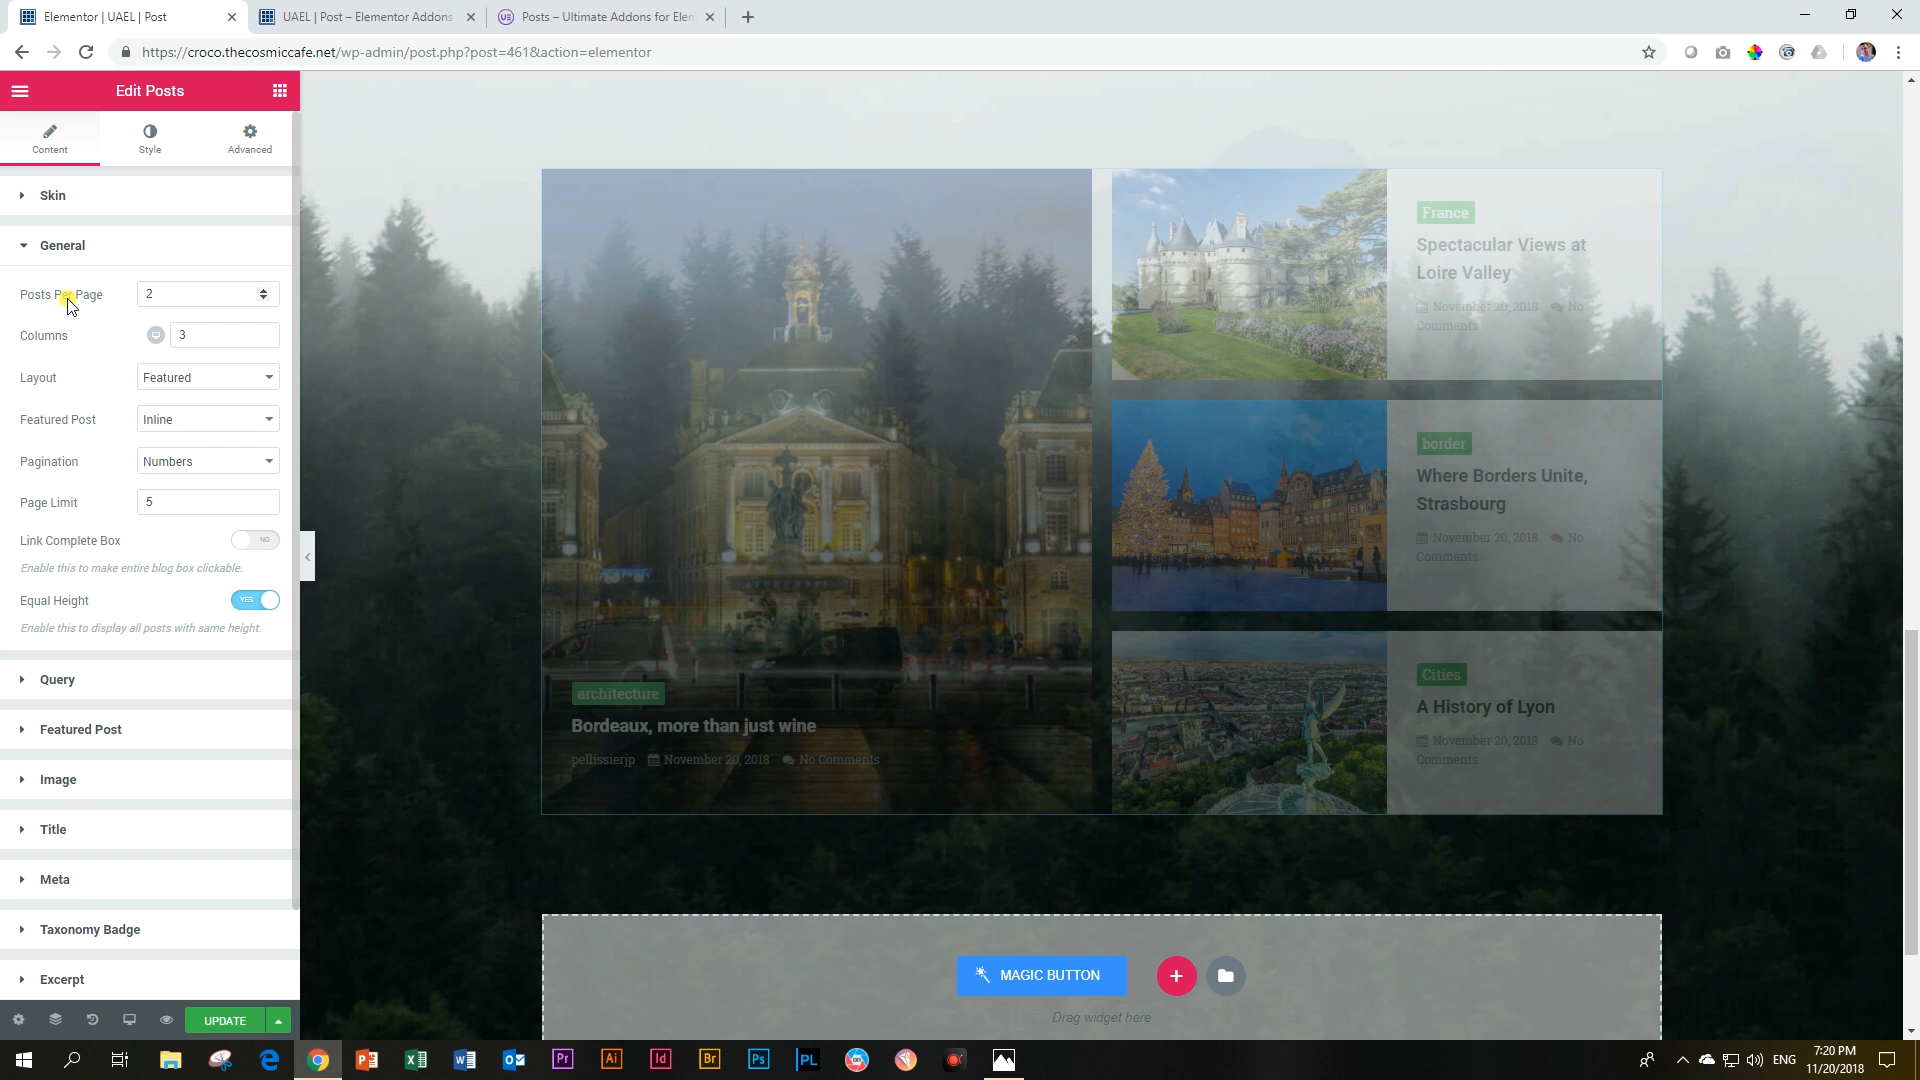 Elementor | UAEL | Post
UAEL | Post – Elementor Addons
Posts – Ultimate Addons for Elem
https://croco.thecosmiccafe.net/wp-admin/post.php?post=461&action=elementor
Edit Posts
Content
Style
Advanced
Skin
General
Posts Per Page
2
Columns
3
Layout
Featured
Featured Post
Inline
Pagination
Numbers
Page Limit
5
Link Complete Box
NO
Enable this to make entire blog box clickable.
Equal Height
YES
Enable this to display all posts with same height.
Query
Featured Post
Image
Title
Meta
Taxonomy Badge
Excerpt
UPDATE
architecture
Bordeaux, more than just wine
pellissierjp November 20, 2018 No Comments
France
Spectacular Views at
Loire Valley
November 20, 2018 No
Comments
border
Where Borders Unite,
Strasbourg
November 20, 2018 No
Comments
Cities
A History of Lyon
November 20, 2018 No
Comments
MAGIC BUTTON
Drag widget here
Pr
Ai
Id
Br
Ps
PL
ENG
7:20 PM
11/20/2018